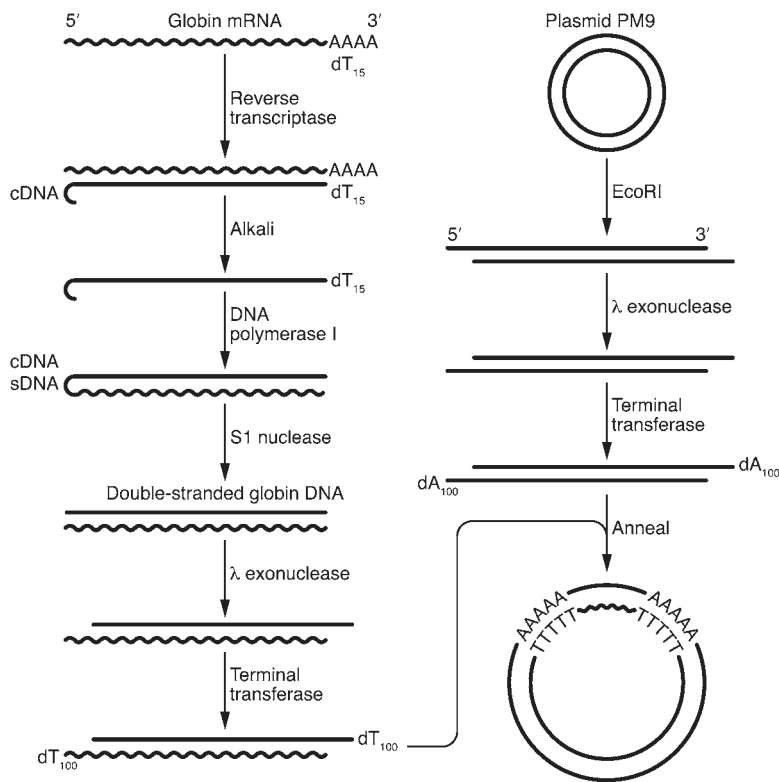 5′ Globin mRNA 3′
AAAA
dT15
Reverse
transcriptase
AAAA
cDNA
dT15
Alkali
dT15
DNA
polymerase I
cDNA
sDNA
S1 nuclease
Double-stranded globin DNA
λ exonuclease
Terminal
transferase
dT100
dT100
Plasmid PM9
EcoRI
5′ 3′
λ exonuclease
Terminal
transferase
dA100
dA100
Anneal
AAAAA AAAAA
TTTTT TTTTT